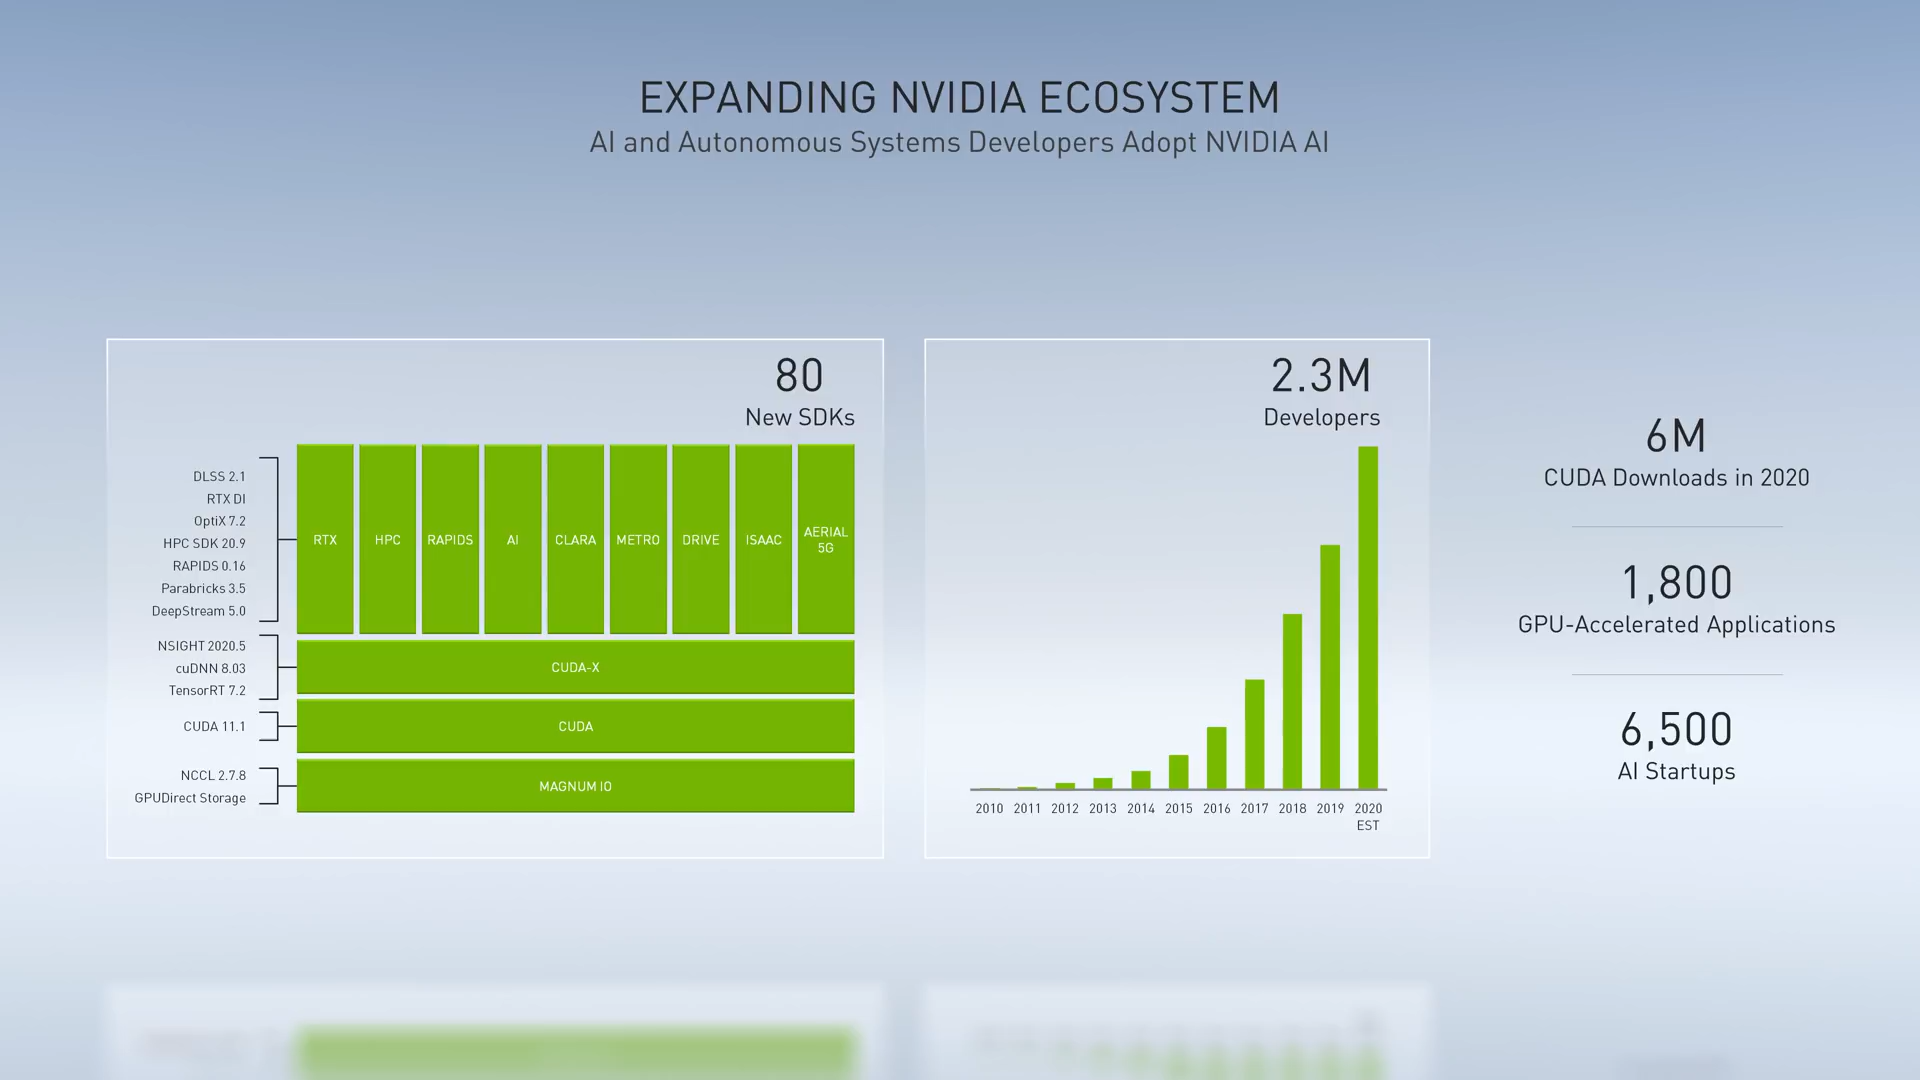 EXPANDING NVIDIA ECOSYSTEM
AI and Autonomous Systems Developers Adopt NVIDIA AI
80
New SDKs
DLSS 2.1
RTX DI
OptiX 7.2
HPC SDK 20.9
RAPIDS 0.16
Parabricks 3.5
DeepStream 5.0
RTX
HPC
RAPIDS
AI
CLARA
METRO
DRIVE
ISAAC
AERIAL
5G
NSIGHT 2020.5
cuDNN 8.03
TensorRT 7.2
CUDA-X
CUDA 11.1
CUDA
NCCL 2.7.8
GPUDirect Storage
MAGNUM IO
2.3M
Developers
2010 2011 2012 2013 2014 2015 2016 2017 2018 2019 2020
EST
6M
CUDA Downloads in 2020
1,800
GPU-Accelerated Applications
6,500
AI Startups